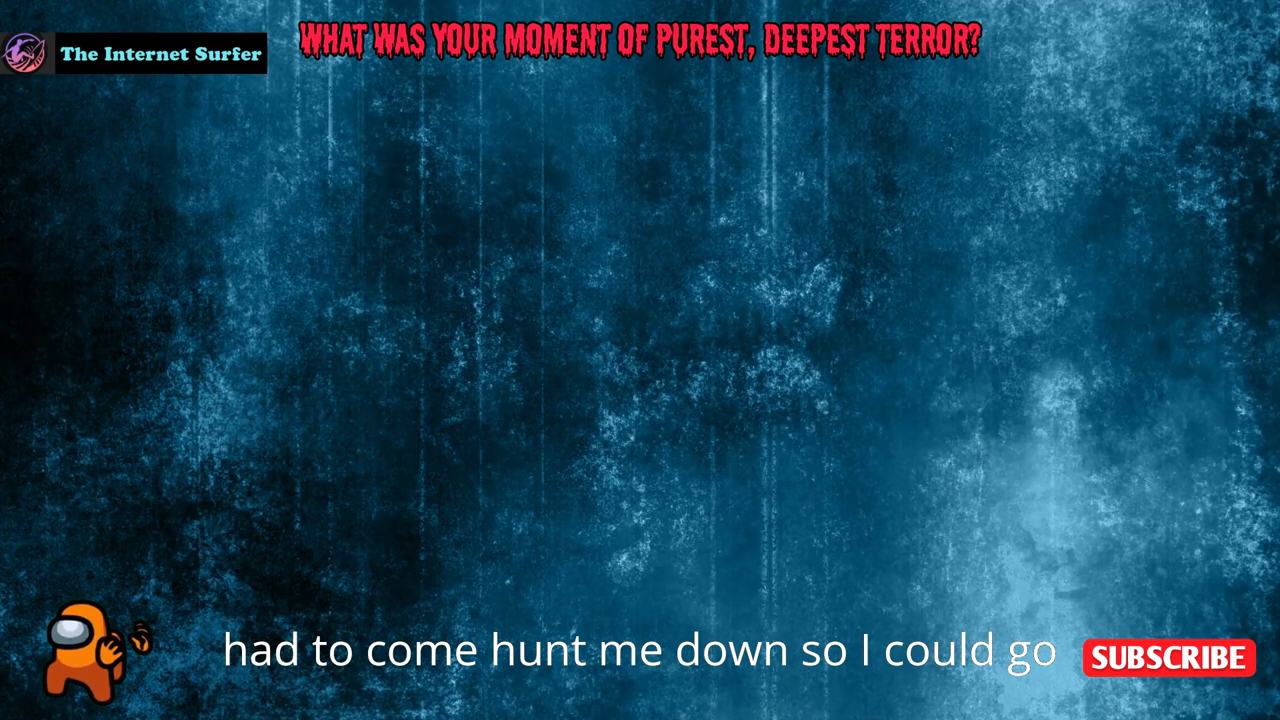 WHAT WAS YOUR MOMENT OF PUREST, DEEPEST TERROR?
The Internet Surfer
had to come hunt me down so I could go
SUBSCRIBE